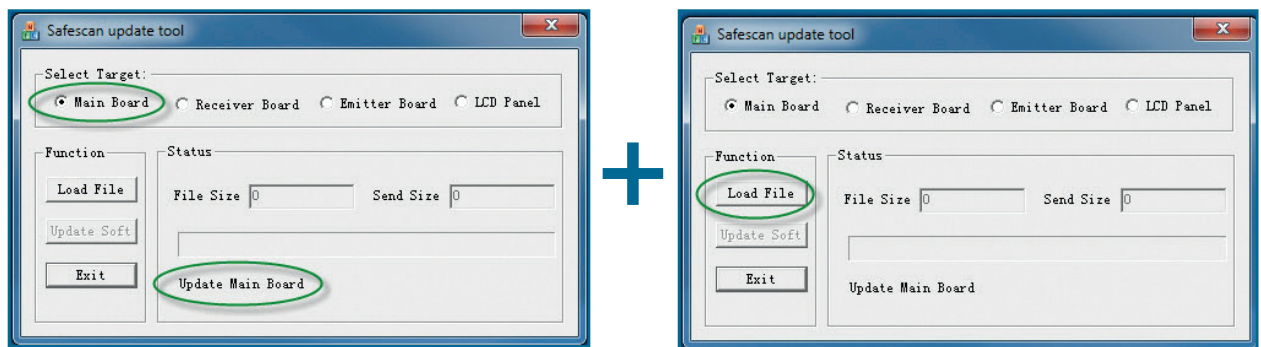 Safescan update tool
Select Target:
Main Board Receiver Board Emitter Board LCD Panel
Function
Status
Load File
File Size 0 Send Size 0
Update Soft
Exit
Update Main Board
+
Safescan update tool
Select Target:
Main Board Receiver Board Emitter Board LCD Panel
Function
Status
Load File
File Size 0 Send Size 0
Update Soft
Exit
Update Main Board